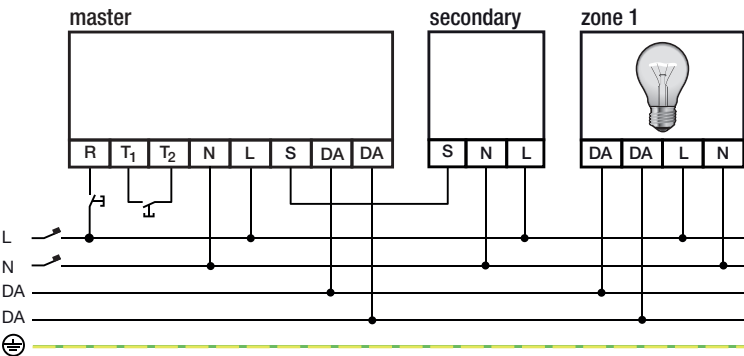 master secondary zone 1
R T1 T2 N L S DA DA S N L DA DA L N
L
N
DA
DA